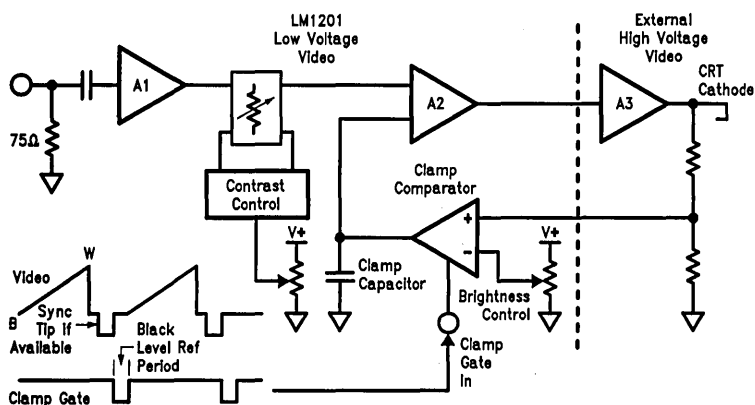 LM1201
Low Voltage
Video
External
High Voltage
Video
CRT
Cathode
A1
A2
A3
75Ω
Contrast
Control
Clamp
Comparator
+
−
V+
V+
W
Video
B
Sync
Tip if
Available
Black
Level Ref
Period
Clamp
Capacitor
Brightness
Control
Clamp
Gate
In
Clamp Gate